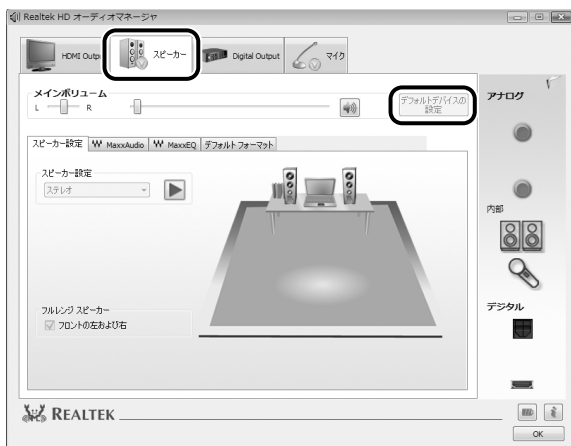 Realtek HD オーディオマネージャ
HDMI Outp
スピーカー
Digital Output
マイク
メインボリューム
L
R
デフォルトデバイスの
設定
スピーカー設定
MaxxAudio
MaxxEQ
デフォルトフォーマット
スピーカー設定
ステレオ
フルレンジ スピーカー
フロントの左および右
アナログ
内部
デジタル
REALTEK
OK